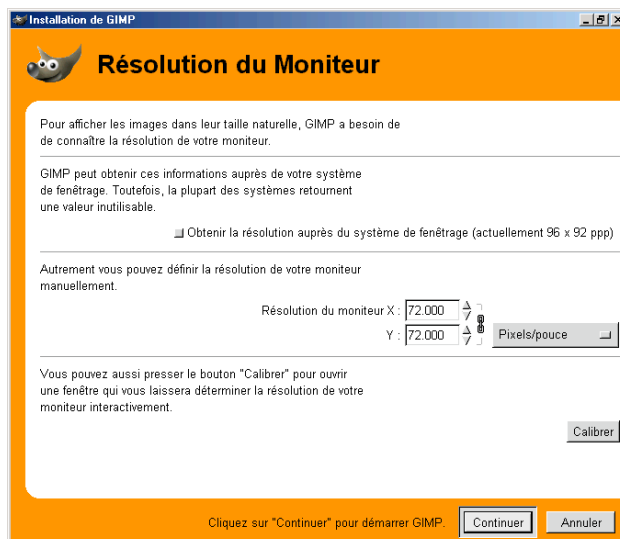 Installation de GIMP
Résolution du Moniteur
Pour afficher les images dans leur taille naturelle, GIMP a besoin de
de connaître la résolution de votre moniteur.
GIMP peut obtenir ces informations auprès de votre système
de fenêtrage. Toutefois, la plupart des systèmes retournent
une valeur inutilisable.
Obtenir la résolution auprès du système de fenêtrage (actuellement 96 x 92 ppp)
Autrement vous pouvez définir la résolution de votre moniteur
manuellement.
Résolution du moniteur X : 72.000
Y : 72.000 Pixels/pouce
Vous pouvez aussi presser le bouton "Calibrer" pour ouvrir
une fenêtre qui vous laissera déterminer la résolution de votre
moniteur interactivement.
Calibrer
Cliquez sur "Continuer" pour démarrer GIMP. Continuer Annuler